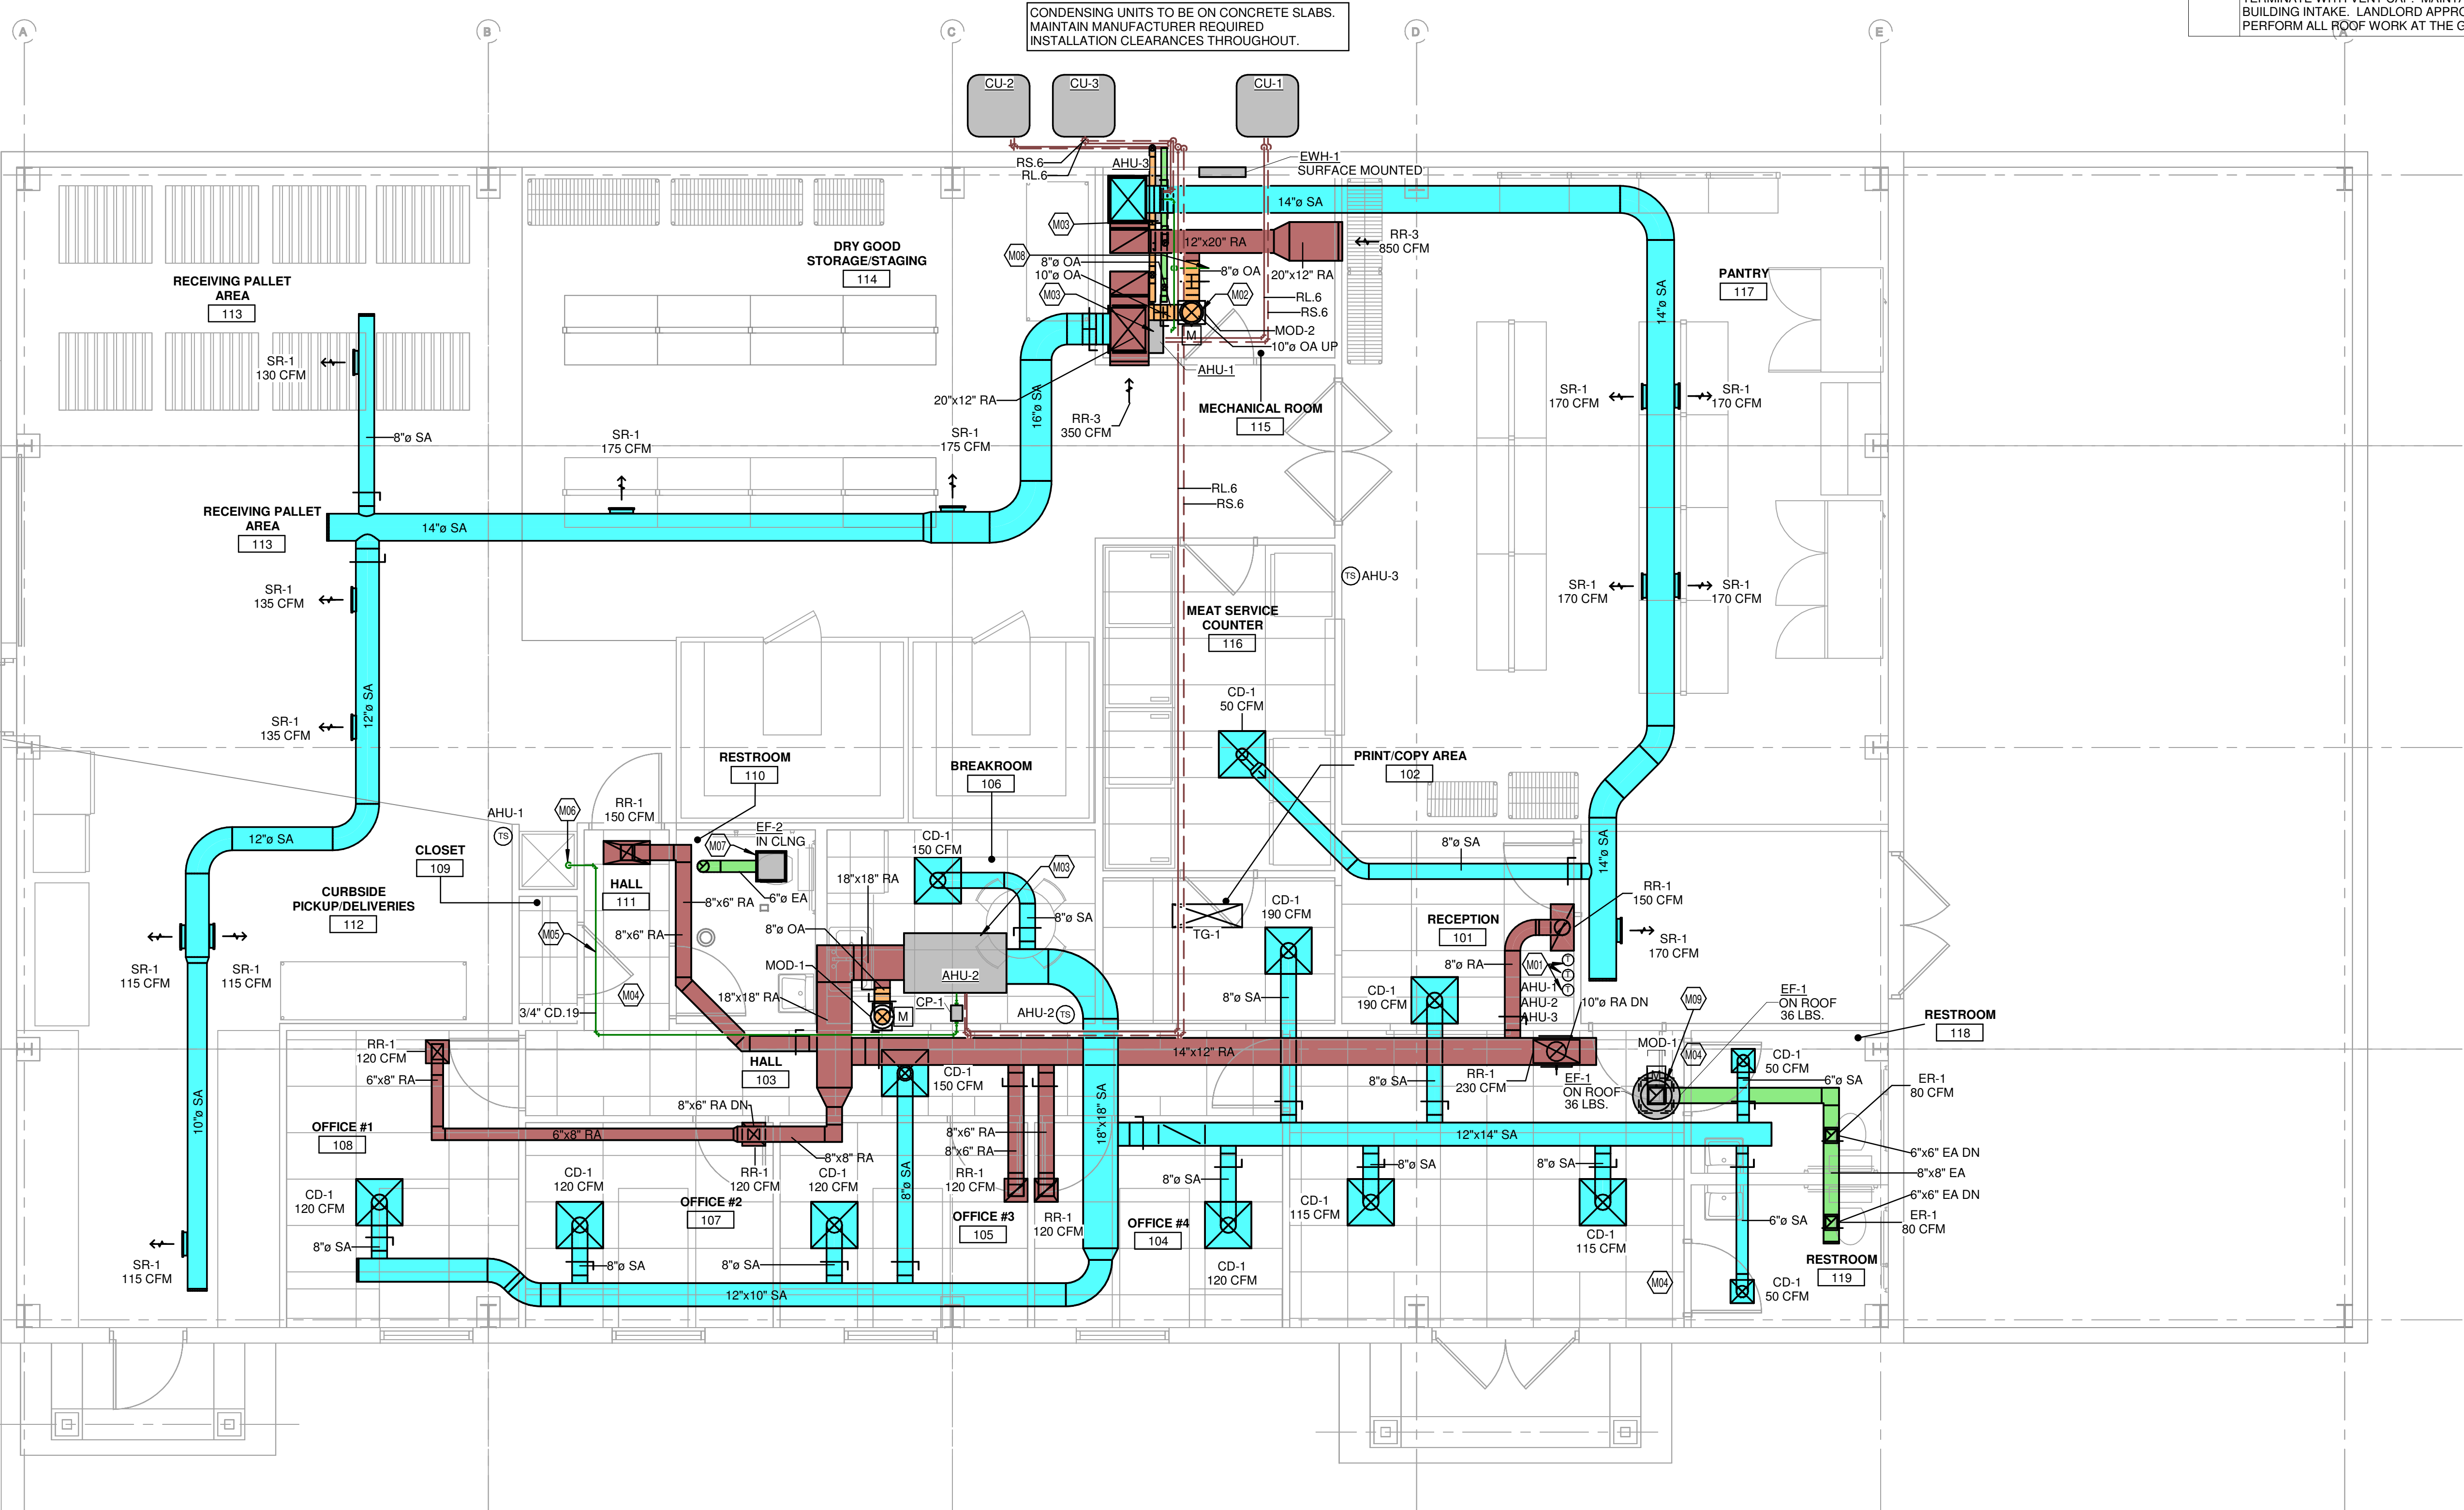 A
B
C
D
E
CONDENSING UNITS TO BE ON CONCRETE SLABS.
MAINTAIN MANUFACTURER REQUIRED
INSTALLATION CLEARANCES THROUGHOUT.
BUILDING INTAKE. LANDLORD
PERFORM ALL ROOF WORK AT THE
CU-2
CU-3
CU-1
RS.6
RL.6
AHU-3
EWH-1
SURFACE MOUNTED
14"ø SA
M03
12"x20" RA
RR-3
850 CFM
DRY GOOD
STORAGE/STAGING
114
M08
8"ø OA
10"ø OA
M03
8"ø OA
20"x12" RA
M02
RL.6
RS.6
MOD-2
M
10"ø OA UP
AHU-1
PANTRY
117
14"ø SA
RECEIVING PALLET
AREA
113
SR-1
130 CFM
8"ø SA
20"x12" RA
16"ø SA
RR-3
350 CFM
MECHANICAL ROOM
115
SR-1
170 CFM
SR-1
170 CFM
SR-1
175 CFM
SR-1
175 CFM
RL.6
RS.6
RECEIVING PALLET
AREA
113
14"ø SA
SR-1
135 CFM
TS
AHU-3
SR-1
170 CFM
SR-1
170 CFM
MEAT SERVICE
COUNTER
116
12"ø SA
SR-1
135 CFM
CD-1
50 CFM
RESTROOM
110
BREAKROOM
106
PRINT/COPY AREA
102
AHU-1
TS
M06
RR-1
150 CFM
EF-2
IN CLNG
M07
CD-1
150 CFM
12"ø SA
CLOSET
109
M03
8"ø SA
14"ø SA
CURBSIDE
PICKUP/DELIVERIES
112
HALL
111
8"x6" RA
6"ø EA
18"x18" RA
8"ø SA
CD-1
190 CFM
TG-1
RECEPTION
101
RR-1
150 CFM
M05
8"x6" RA
8"ø OA
SR-1
170 CFM
SR-1
115 CFM
SR-1
115 CFM
MOD-1
AHU-2
8"ø RA
M01
T
T
T
M04
18"x18" RA
CP-1
M
AHU-2
TS
8"ø SA
CD-1
190 CFM
AHU-1
AHU-2
AHU-3
10"ø RA DN
M09
EF-1
ON ROOF
36 LBS.
3/4" CD.19
RESTROOM
118
RR-1
120 CFM
6"x8" RA
HALL
103
14"x12" RA
CD-1
150 CFM
8"ø SA
RR-1
230 CFM
EF-1
ON ROOF
36 LBS.
MOD-1
M
M04
CD-1
50 CFM
6"ø SA
ER-1
80 CFM
10"ø SA
8"x6" RA DN
OFFICE #1
108
6"x8" RA
8"x8" RA
8"x6" RA
8"x6" RA
18"x18" SA
12"x14" SA
6"x6" EA DN
8"x8" EA
6"x6" EA DN
CD-1
120 CFM
CD-1
120 CFM
RR-1
120 CFM
CD-1
120 CFM
8"ø SA
RR-1
120 CFM
8"ø SA
8"ø SA
8"ø SA
OFFICE #2
107
OFFICE #3
105
RR-1
120 CFM
OFFICE #4
104
CD-1
115 CFM
CD-1
115 CFM
6"ø SA
ER-1
80 CFM
8"ø SA
8"ø SA
8"ø SA
CD-1
120 CFM
RESTROOM
119
M04
SR-1
115 CFM
12"x10" SA
CD-1
50 CFM